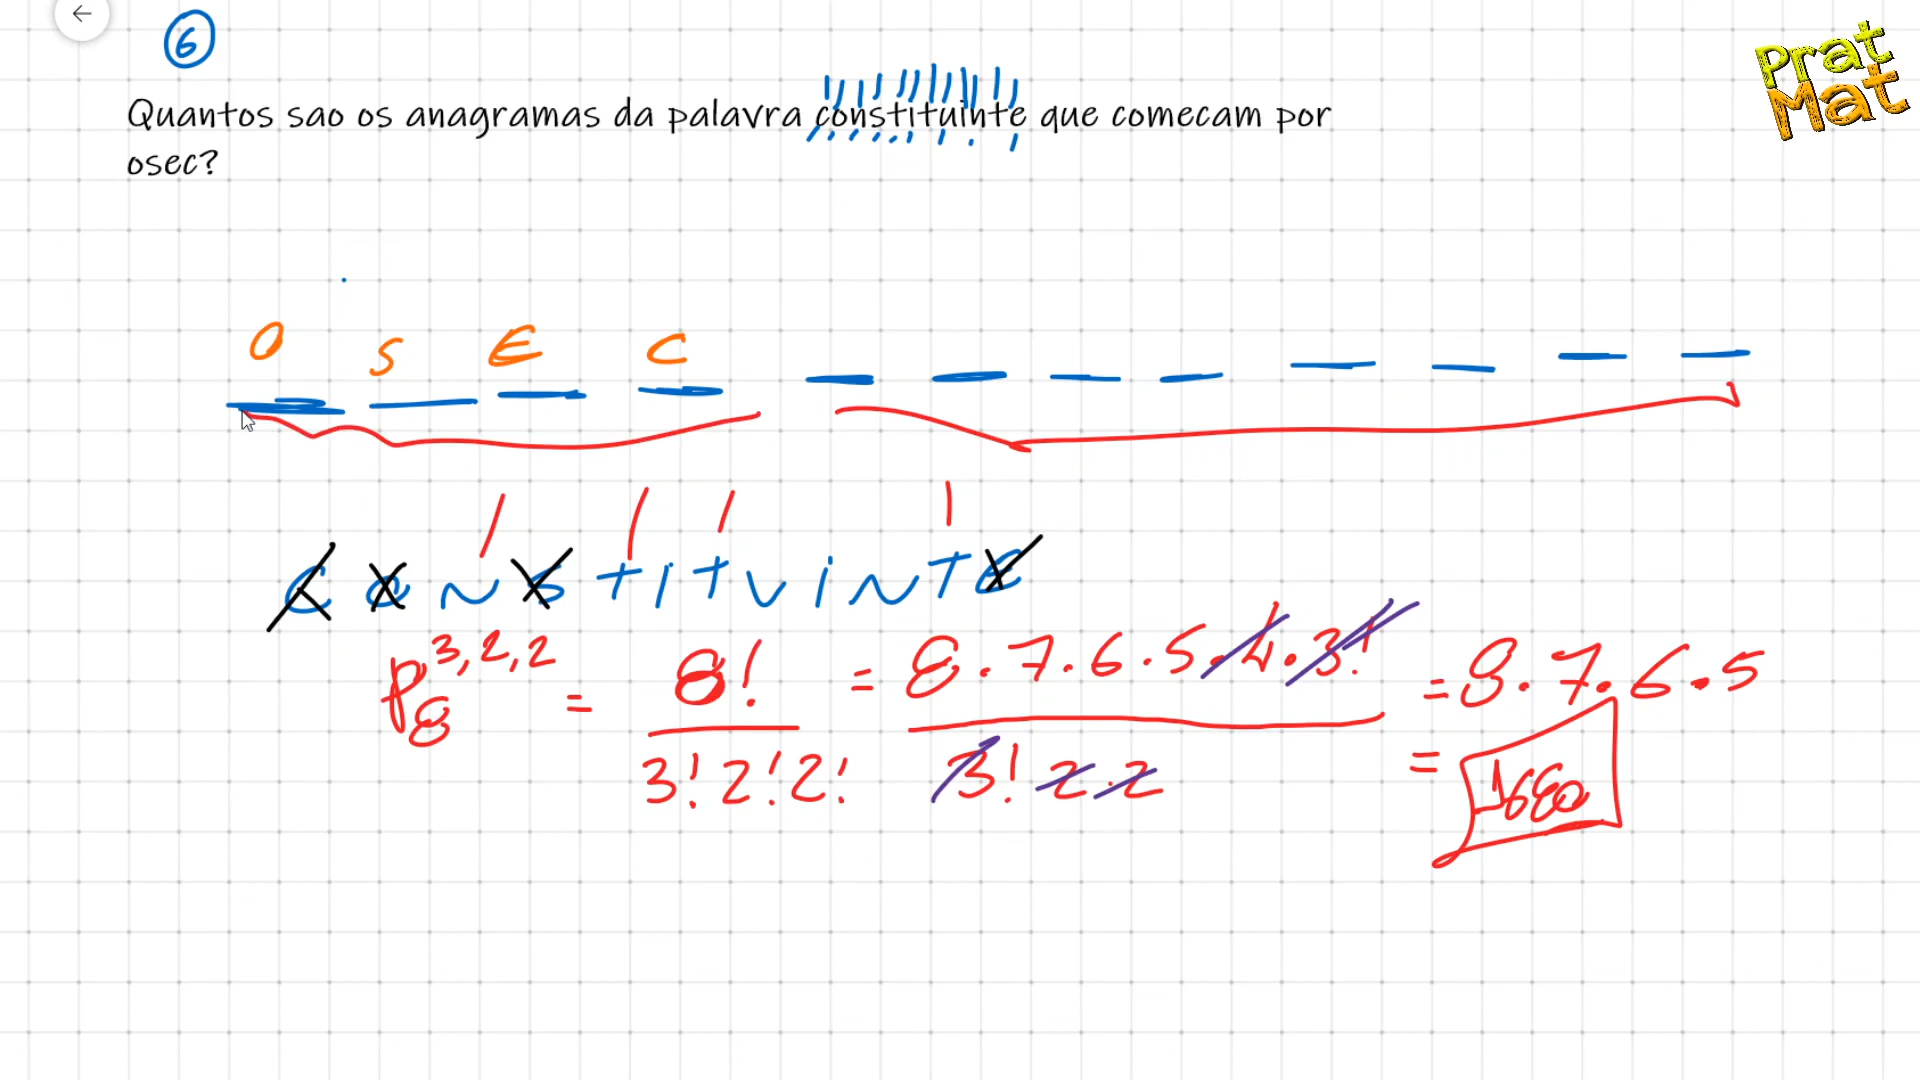 6
Prat
Mat
Quantos sao os anagramas da palavra constituinte que comecam por
osec?
O S E C
C O N S T I T U I N T E
P₈^3,2,2 = 8!/3!2!2! = 8.7.6.5.4.3!/3!2.2 = 8.7.6.5
= 1680